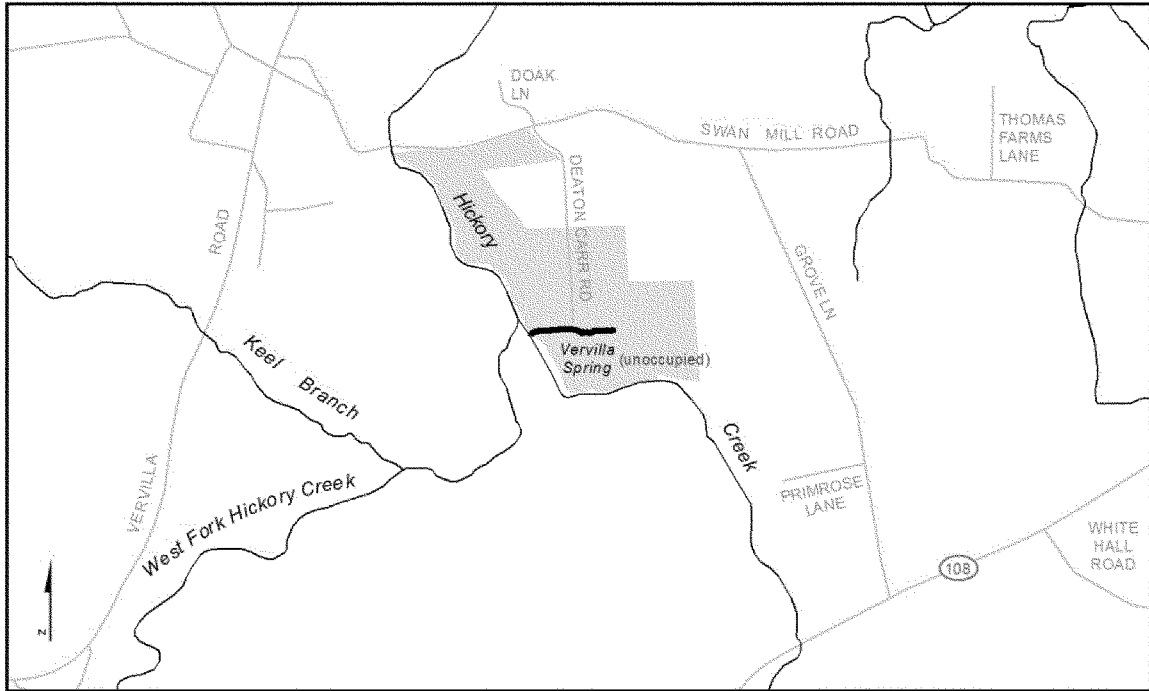 DOAK
LN
SWAN MILL ROAD
THOMAS
FARMS
LANE
DEATON CARR RD
Hickory
ROAD
GROVE LN
Keel Branch
Vervilla
Spring
(unoccupied)
Creek
VERVILLA
West Fork Hickory Creek
PRIMROSE
LANE
WHITE
HALL
ROAD
108
N